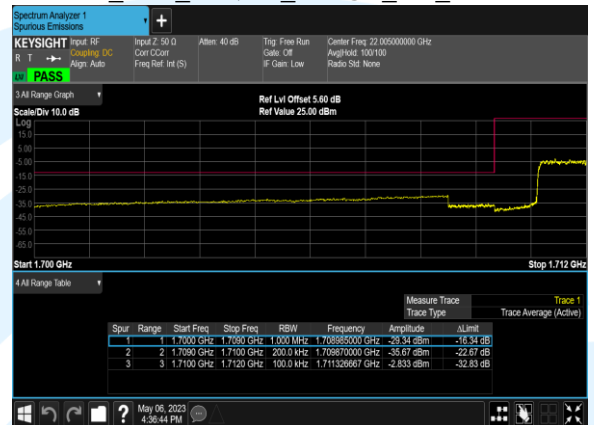 Spectrum Analyzer 1
Spurious Emissions
KEYSIGHT Input: RF Input Z: 50 Ω Atten: 40 dB Trig: Free Run Center Freq: 22.005000000 GHz
R T Coupling: DC Corr CCorr Gate: Off Avg|Hold: 100/100
Align: Auto Freq Ref: Int (S) IF Gain: Low Radio Std: None
LV PASS
3 All Range Graph
Ref Lvl Offset 5.60 dB
Scale/Div 10.0 dB Ref Value 25.00 dBm
Log
15.0
5.00
-5.00
-15.0
-25.0
-35.0
-45.0
-55.0
-65.0
Start 1.700 GHz Stop 1.712 GHz
4 All Range Table
Measure Trace Trace 1
Trace Type Trace Average (Active)
Spur Range Start Freq Stop Freq RBW Frequency Amplitude ΔLimit
1 1 1.7000 GHz 1.7090 GHz 1.000 MHz 1.708985000 GHz -29.34 dBm -16.34 dB
2 2 1.7090 GHz 1.7100 GHz 200.0 kHz 1.709870000 GHz -35.67 dBm -22.67 dB
3 3 1.7100 GHz 1.7120 GHz 100.0 kHz 1.711326667 GHz -2.833 dBm -32.83 dB
?
May 06, 2023
4:36:44 PM